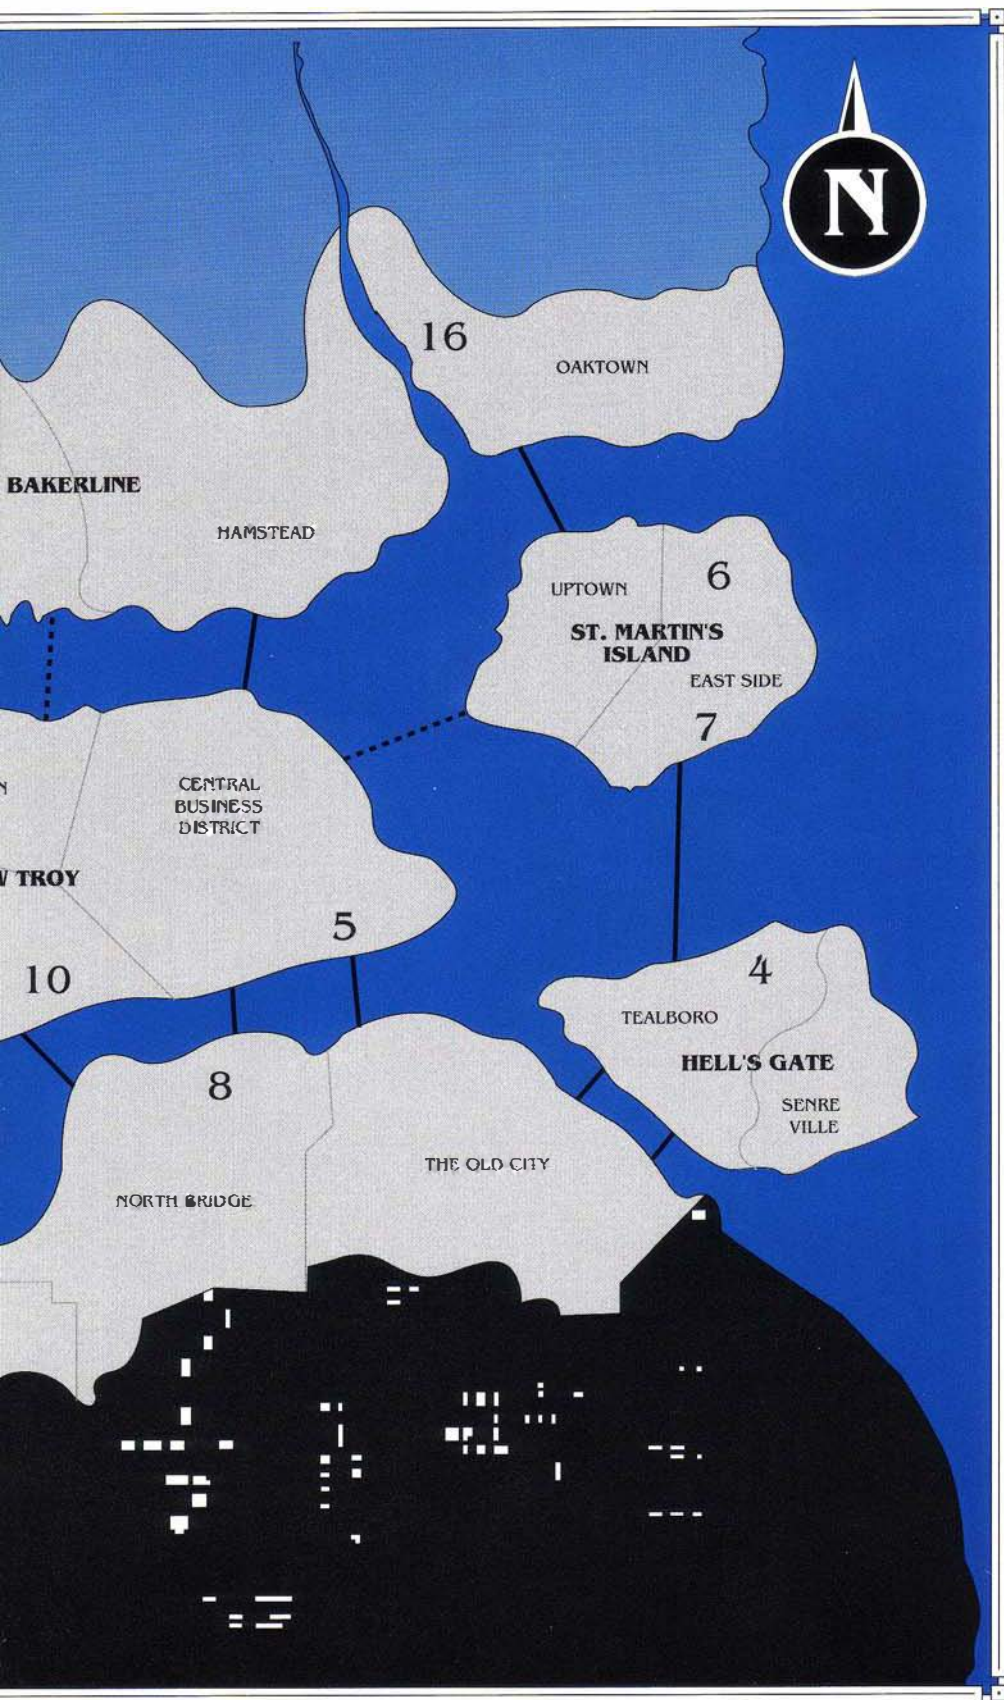 N
16
OAKTOWN
BAKERLINE
HAMSTEAD
UPTOWN
6
ST. MARTIN'S
ISLAND
EAST SIDE
7
CENTRAL
BUSINESS
DISTRICT
N
W TROY
5
10
4
TEALBORO
HELL'S GATE
SENRE
VILLE
8
THE OLD CITY
NORTH BRIDGE